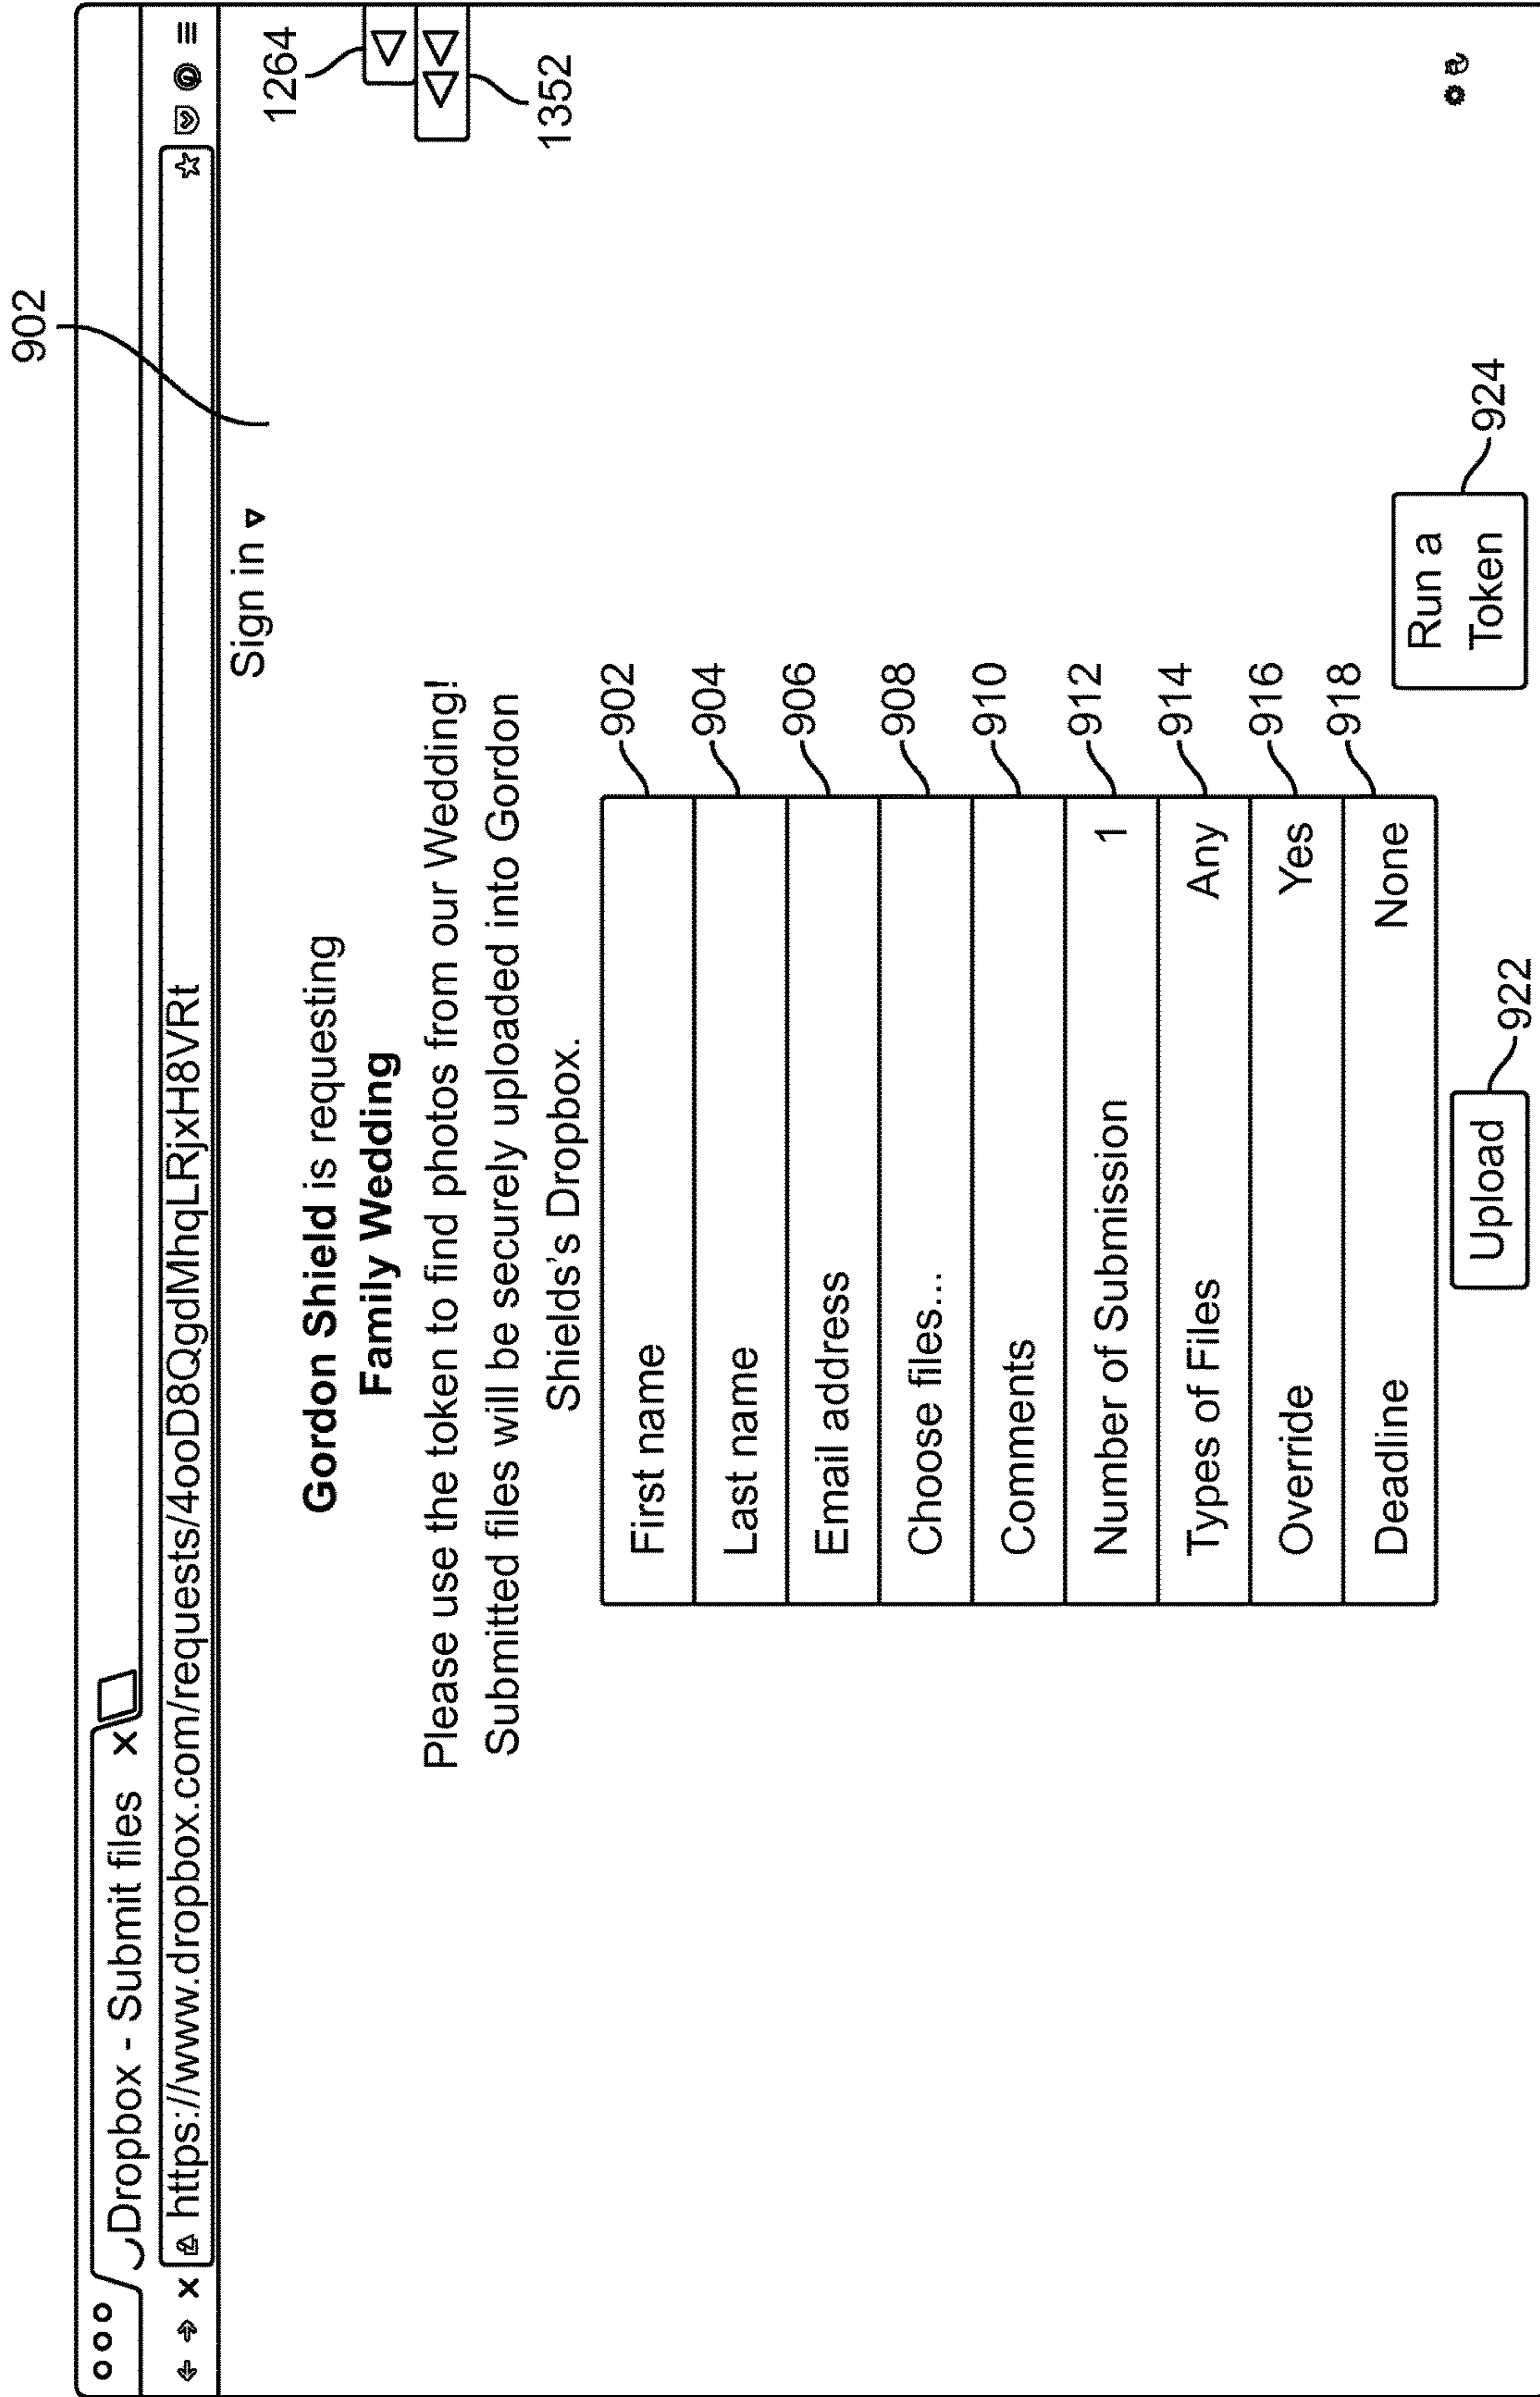 902
Dropbox - Submit files x
x https://www.dropbox.com/requests/4ooD8QgdMhqLRjxH8VRt
Sign in
1264
1352
Gordon Shield is requesting
Family Wedding
Please use the token to find photos from our Wedding!
Submitted files will be securely uploaded into Gordon
Shields's Dropbox.
First name 902
Last name 904
Email address 906
Choose files... 908
Comments 910
Number of Submission 1 912
Types of Files Any 914
Override Yes 916
Deadline None 918
Run a
Token
924
Upload
922